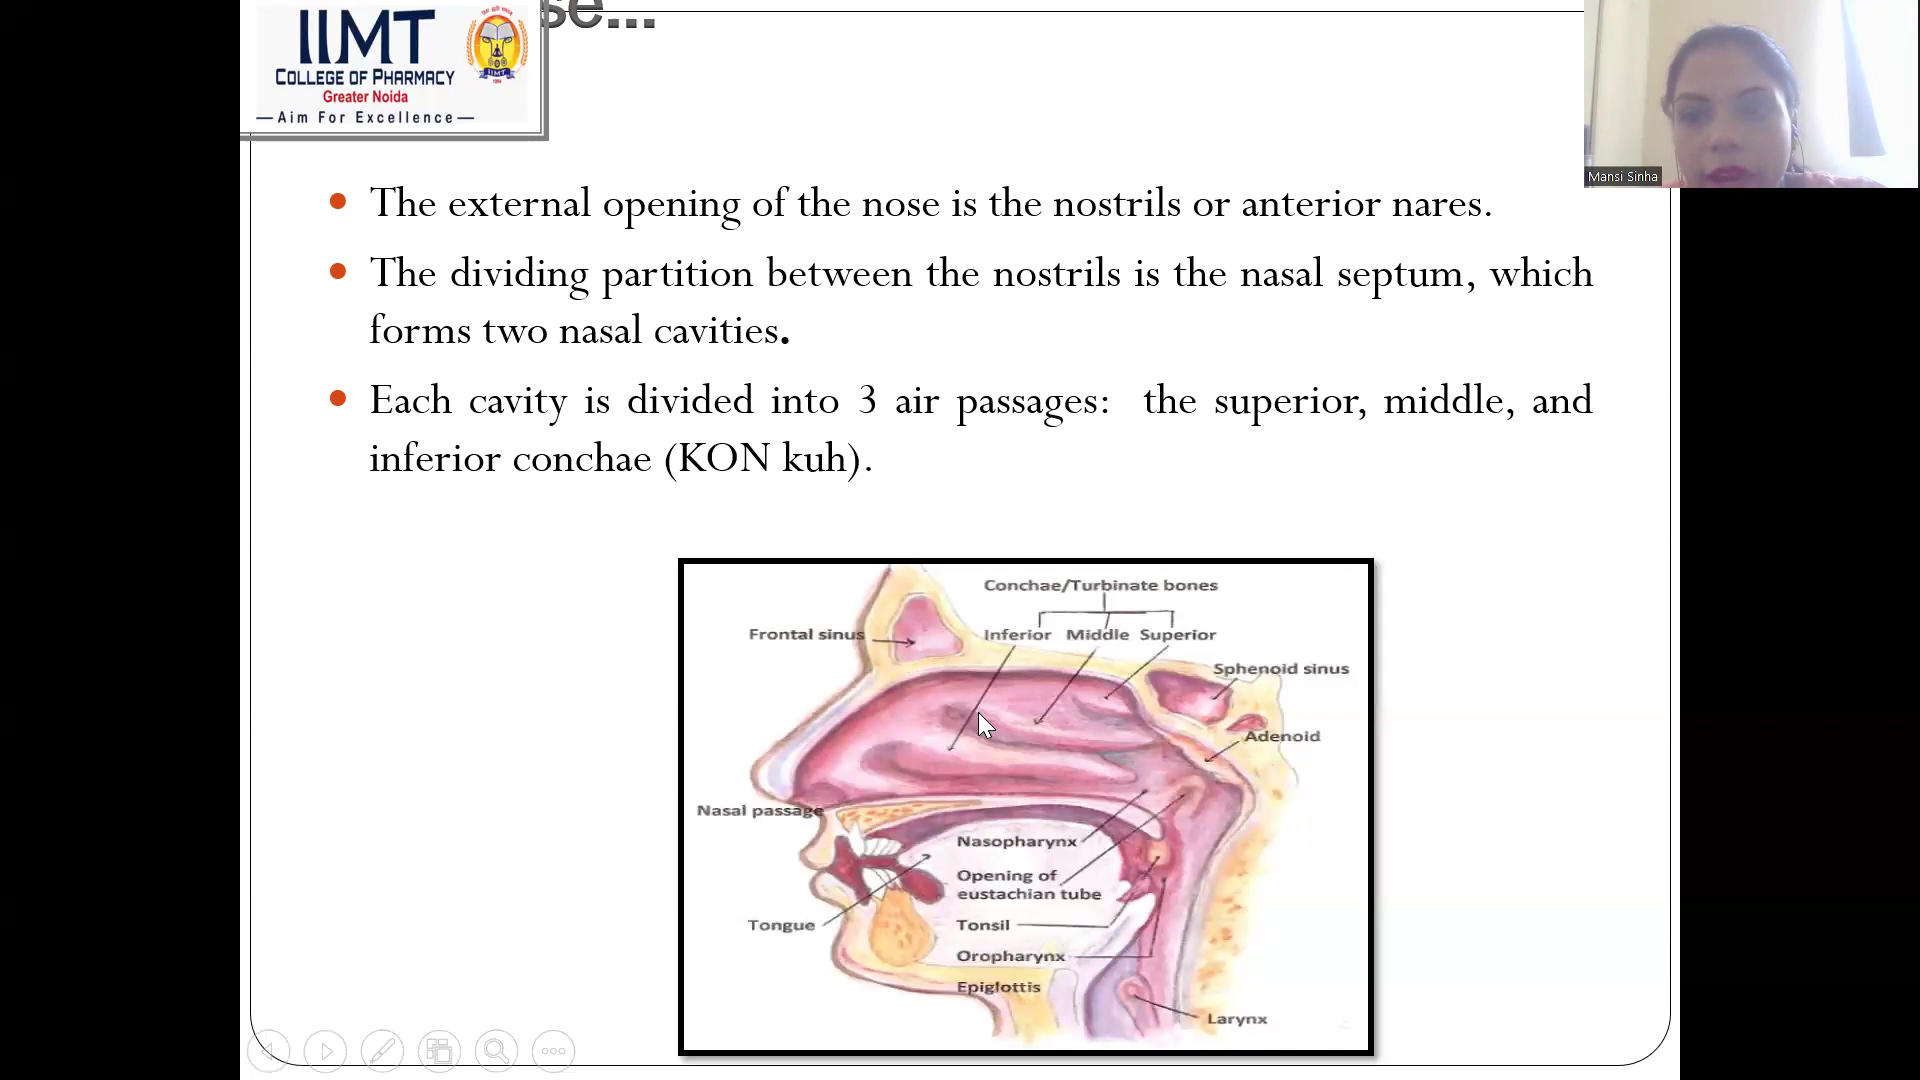 se...
IIMT
COLLEGE OF PHARMACY
Greater Noida
—Aim For Excellence—
IIMT
Mansi Sinha
• The external opening of the nose is the nostrils or anterior nares.
• The dividing partition between the nostrils is the nasal septum, which
forms two nasal cavities.
• Each cavity is divided into 3 air passages: the superior, middle, and
inferior conchae (KON kuh).
Conchae/Turbinate bones
Frontal sinus
Inferior Middle Superior
Sphenoid sinus
Adenoid
Nasal passage
Nasopharynx
Opening of
eustachian tube
Tongue
Tonsil
Oropharynx
Epiglottis
Larynx